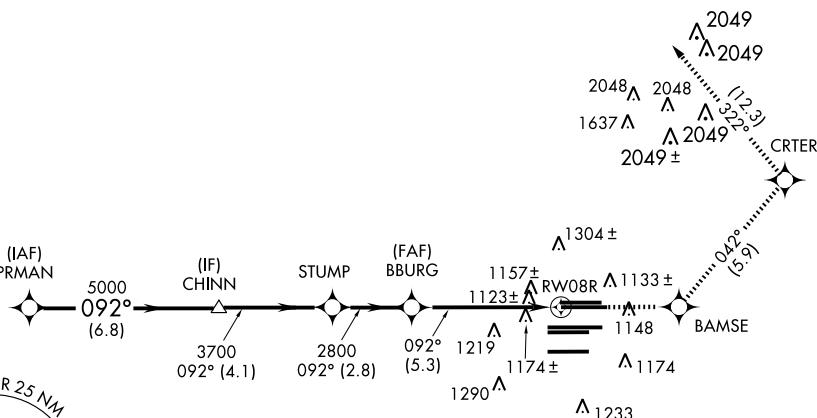 2049
2049
2048
2048
(12.3)
322°
1637
2049
2049 ±
CRTER
1304 ±
042°
(5.9)
(IAF)
PRMAN
5000
092°
(6.8)
(IF)
CHINN
STUMP
(FAF)
BBURG
1157±
1123±
RW08R
1133 ±
1148
BAMSE
3700
092° (4.1)
2800
092° (2.8)
092°
(5.3)
1219
1174 ±
1174
1290
1233
R 25 NM